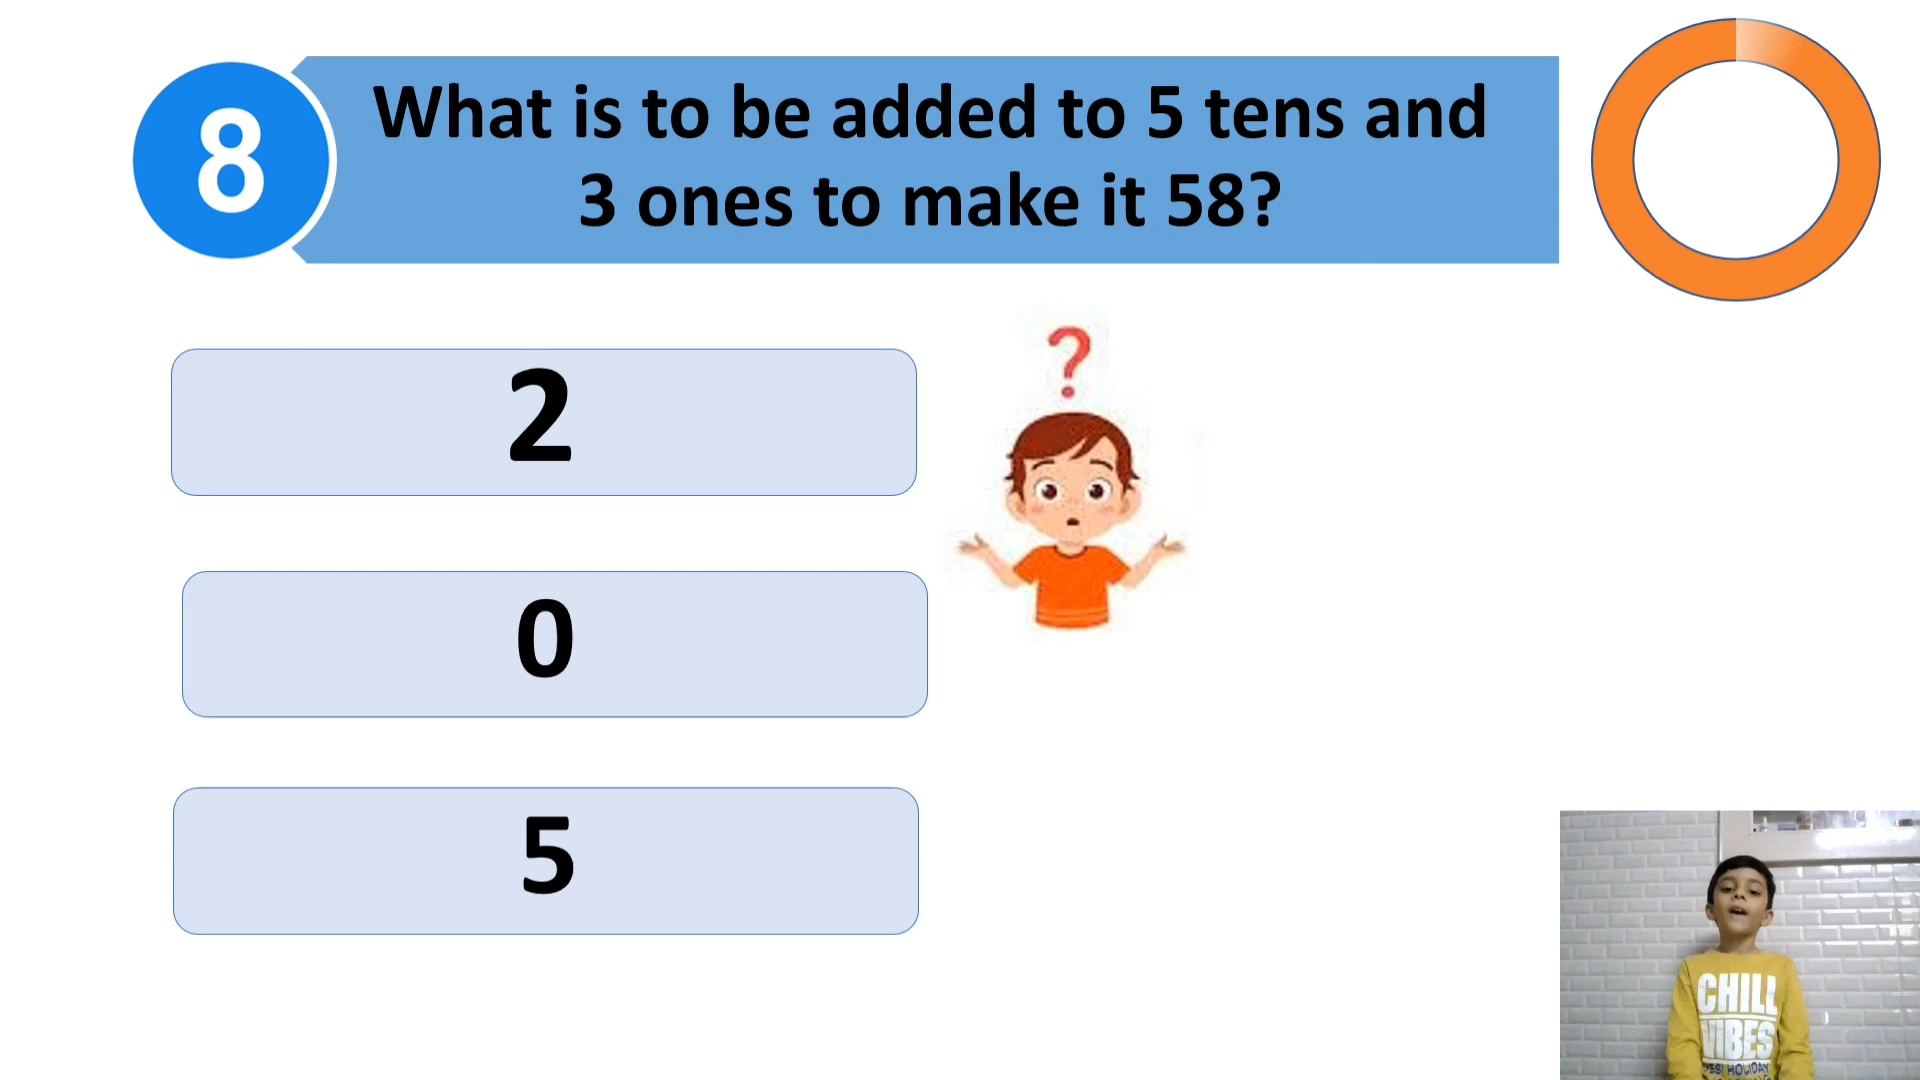 8
What is to be added to 5 tens and
3 ones to make it 58?
?
2
0
5
CHILL
VIBES
HOLIDAY